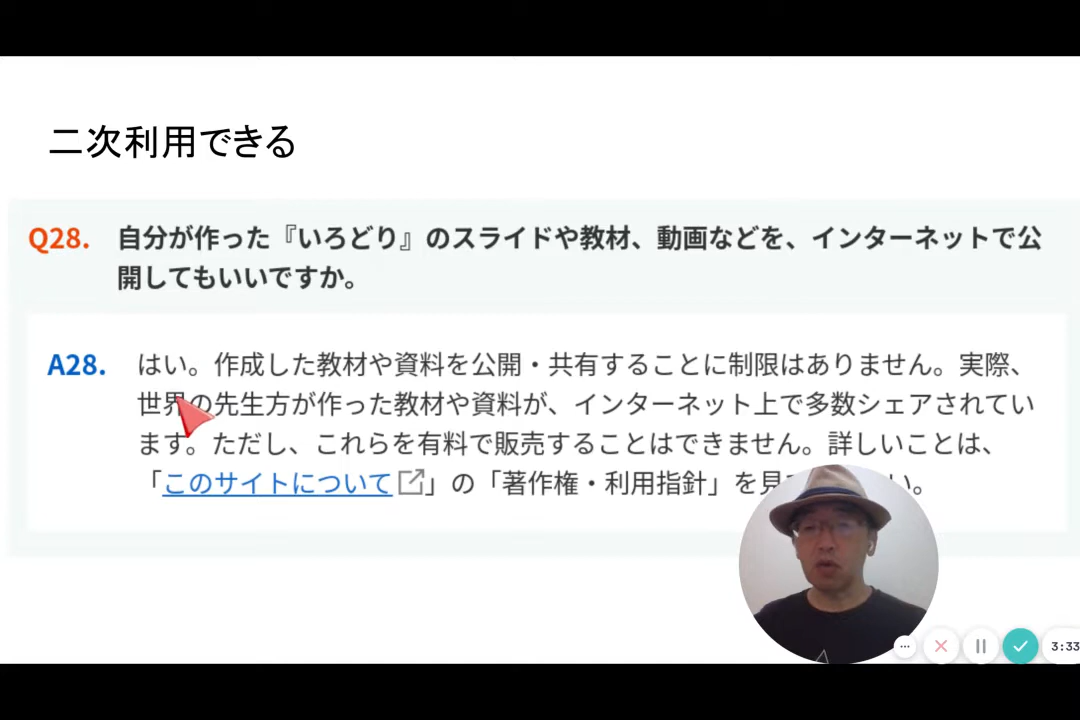 二次利用できる
Q28. 自分が作った『いろどり』のスライドや教材、動画などを、インターネットで公
開してもいいですか。
A28. はい。作成した教材や資料を公開・共有することに制限はありません。実際、
世界の先生方が作った教材や資料が、インターネット上で多数シェアされてい
ます。ただし、これらを有料で販売することはできません。詳しいことは、
「このサイトについて」の「著作権・利用指針」を見 い。
3:33